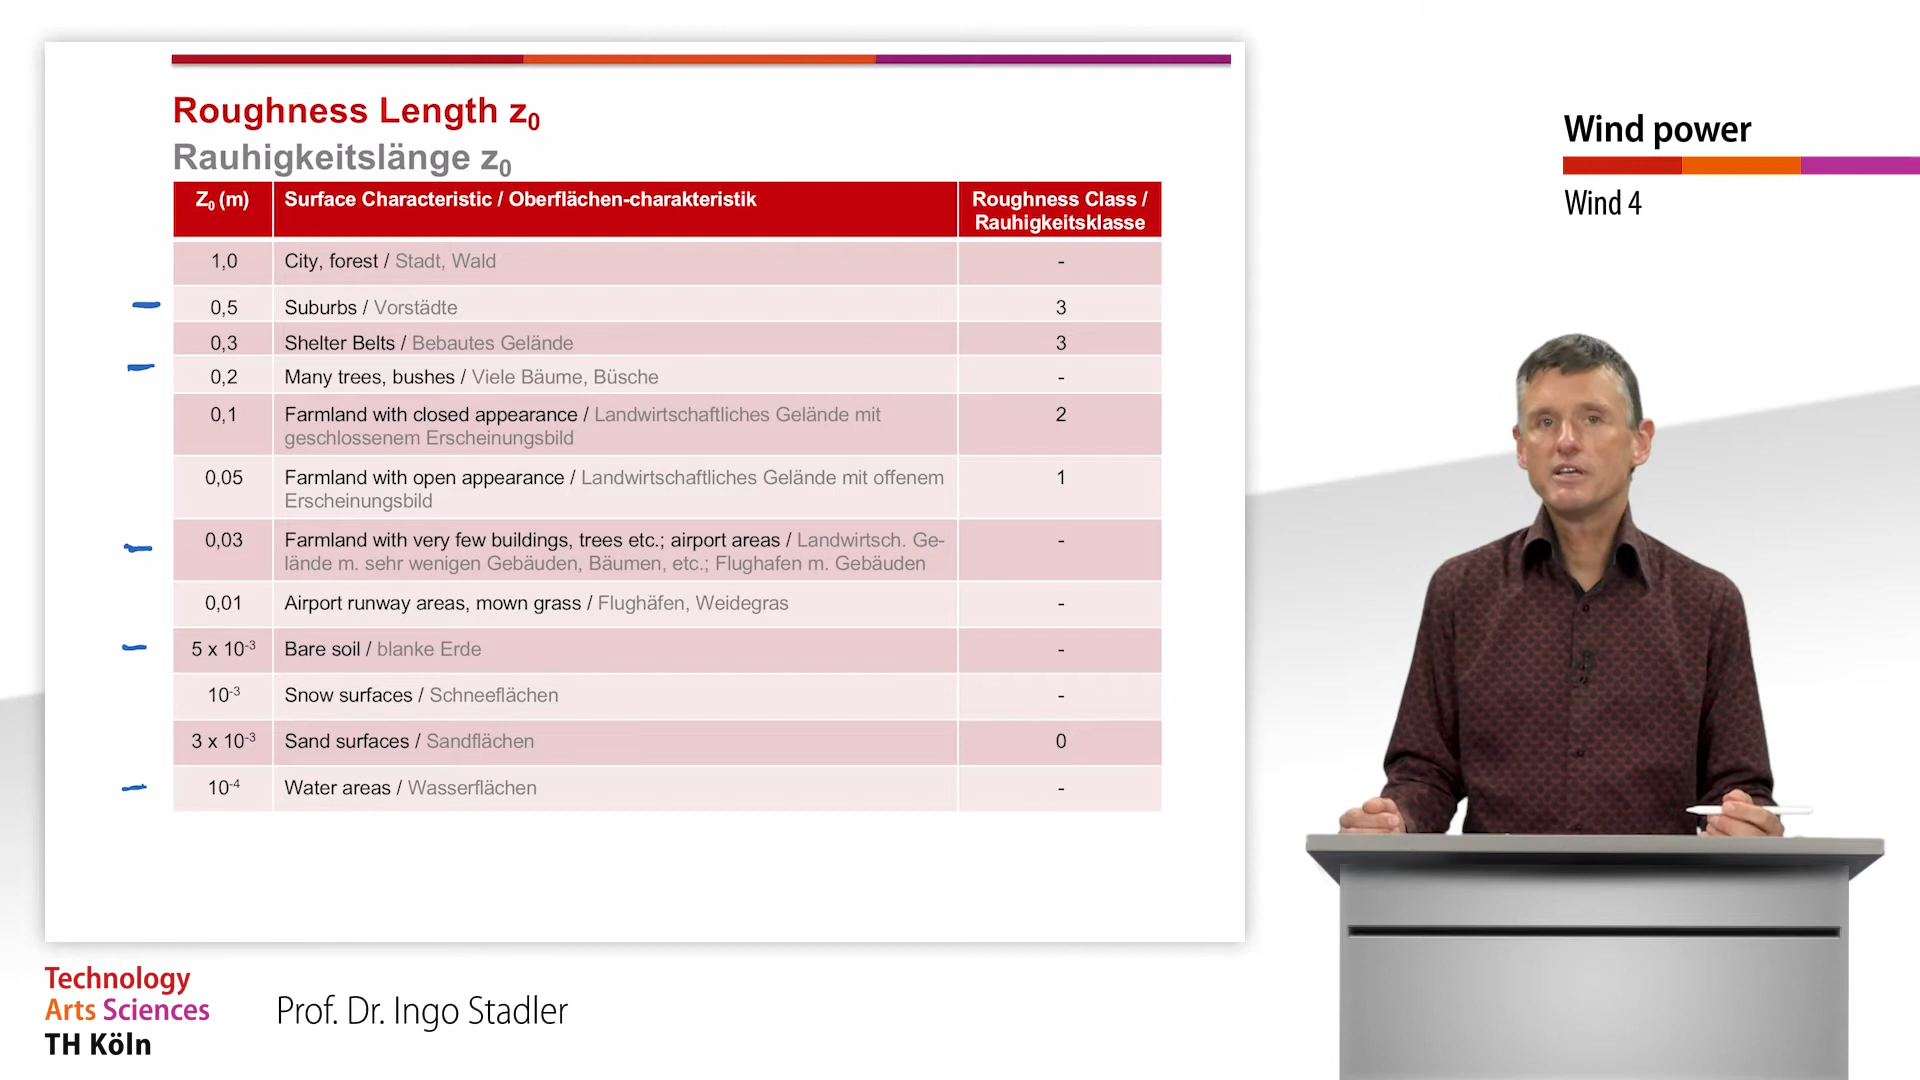 Roughness Length z0
Rauhigkeitslänge z0
Z0 (m) Surface Characteristic / Oberflächen-charakteristik Roughness Class /
Rauhigkeitsklasse
1,0 City, forest / Stadt, Wald -
0,5 Suburbs / Vorstädte 3
0,3 Shelter Belts / Bebautes Gelände 3
0,2 Many trees, bushes / Viele Bäume, Büsche -
0,1 Farmland with closed appearance / Landwirtschaftliches Gelände mit 2
geschlossenem Erscheinungsbild
0,05 Farmland with open appearance / Landwirtschaftliches Gelände mit offenem 1
Erscheinungsbild
0,03 Farmland with very few buildings, trees etc.; airport areas / Landwirtsch. Ge- -
lände m. sehr wenigen Gebäuden, Bäumen, etc.; Flughafen m. Gebäuden
0,01 Airport runway areas, mown grass / Flughäfen, Weidegras -
5 x 10-3 Bare soil / blanke Erde -
10-3 Snow surfaces / Schneeflächen -
3 x 10-3 Sand surfaces / Sandflächen 0
10-4 Water areas / Wasserflächen -
Wind power
Wind 4
Technology
Arts Sciences
TH Köln
Prof. Dr. Ingo Stadler